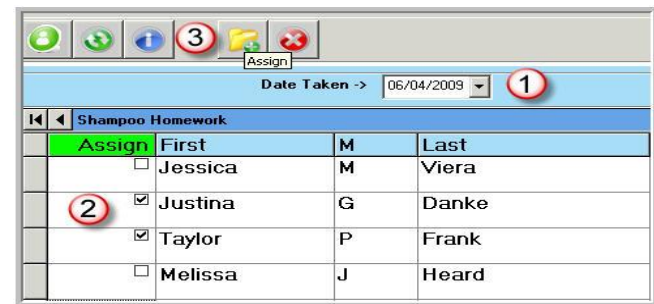 3
Assign
Date Taken -> 06/04/2009 1
Shampoo Homework
Assign First M Last
Jessica M Viera
2 Justina G Danke
Taylor P Frank
Melissa J Heard